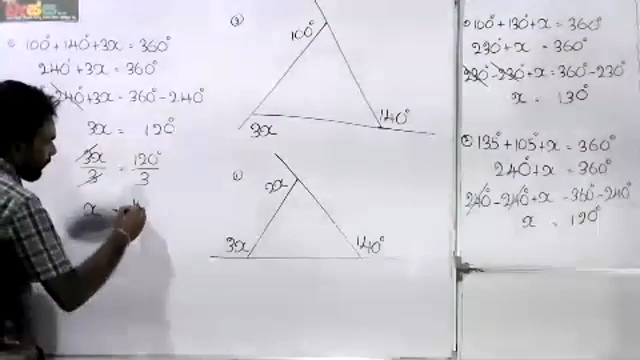 100°+140°+3x=360°
240°+3x=360°
240+3x-360°-240°
3x = 120°
3x/3 = 120°/3
x
100°
3x
140°
2x
3x
140°
100°+130°+x=360°
230°+x = 360°
230°-230°+x=360°-230°
x = 130°
135°+105°+x=360°
240°+x = 360°
240°-240°+x -360°-240°
x = 120°